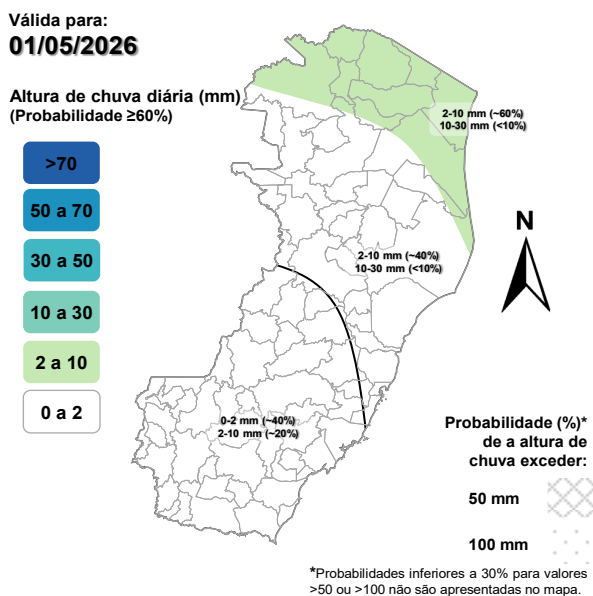 Válida para:
01/05/2026
Altura de chuva diária (mm)
(Probabilidade ≥60%)
>70
50 a 70
30 a 50
10 a 30
2 a 10
0 a 2
2-10 mm (~60%)
10-30 mm (<10%)
2-10 mm (~40%)
10-30 mm (<10%)
0-2 mm (~40%)
2-10 mm (~20%)
N
Probabilidade (%)*
de a altura de
chuva exceder:
50 mm
100 mm
*Probabilidades inferiores a 30% para valores
>50 ou >100 não são apresentadas no mapa.